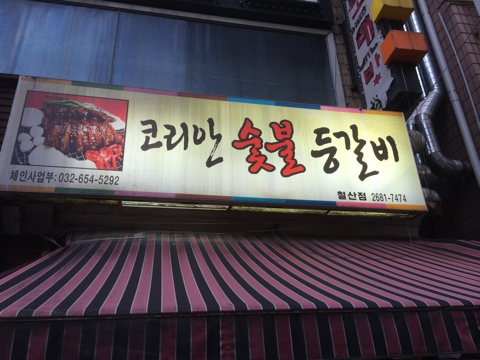 코리안 숯불 등갈비
체인사업부:032-654-5292
철산점 2681-7474